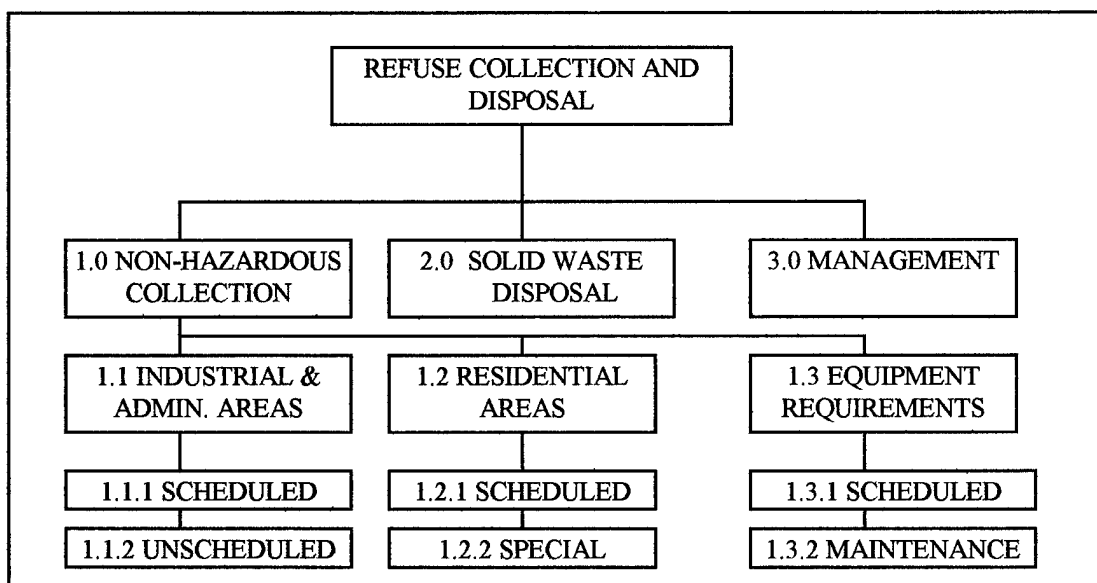 REFUSE COLLECTION AND
DISPOSAL
1.0 NON-HAZARDOUS
COLLECTION
2.0 SOLID WASTE
DISPOSAL
3.0 MANAGEMENT
1.1 INDUSTRIAL &
ADMIN. AREAS
1.2 RESIDENTIAL
AREAS
1.3 EQUIPMENT
REQUIREMENTS
1.1.1 SCHEDULED
1.2.1 SCHEDULED
1.3.1 SCHEDULED
1.1.2 UNSCHEDULED
1.2.2 SPECIAL
1.3.2 MAINTENANCE